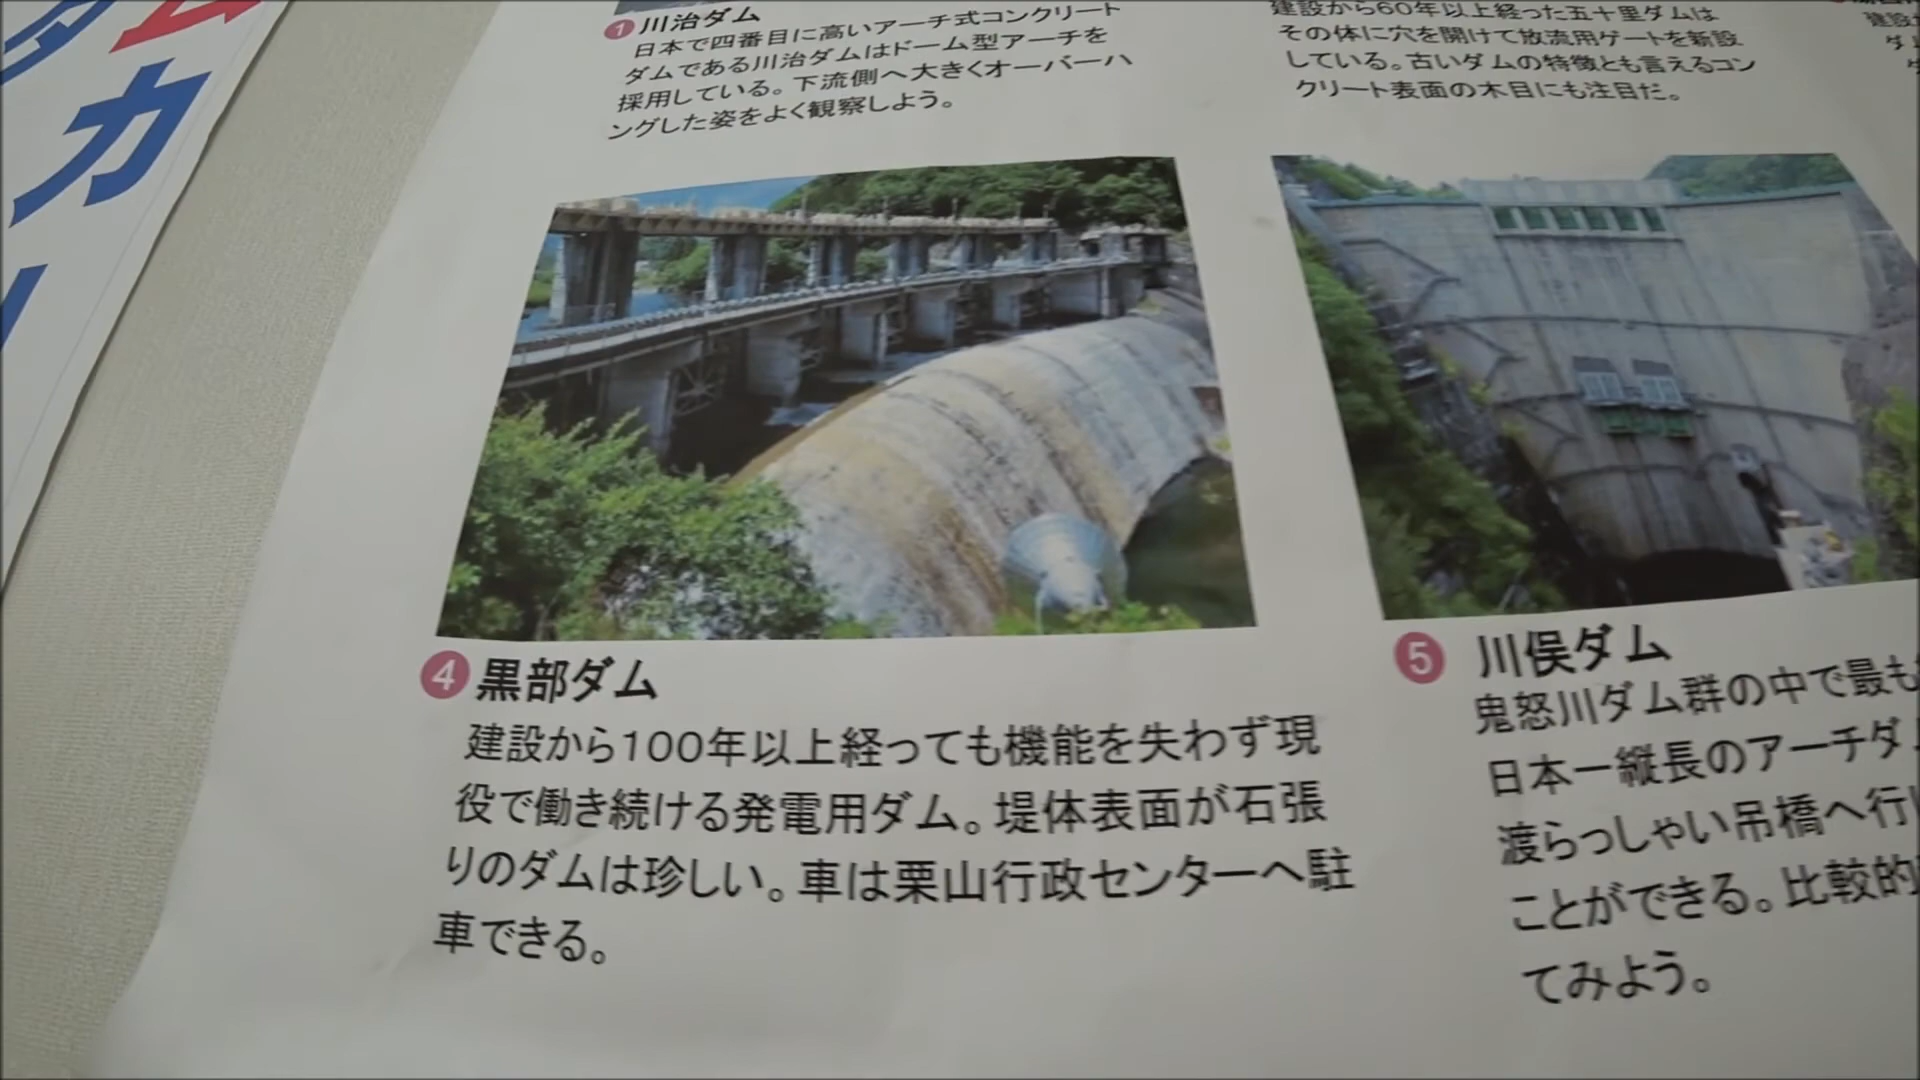 ダム
カ
❶川治ダム
日本で四番目に高いアーチ式コンクリート
ダムである川治ダムはドーム型アーチを
採用している。下流側へ大きくオーバーハ
ングした姿をよく観察しよう。
建設から60年以上経った五十里ダムは
その体に穴を開けて放流用ゲートを新設
している。古いダムの特徴とも言えるコン
クリート表面の木目にも注目だ。
❹黒部ダム
建設から100年以上経っても機能を失わず現
役で働き続ける発電用ダム。堤体表面が石張
りのダムは珍しい。車は栗山行政センターへ駐
車できる。
❺川俣ダム
鬼怒川ダム群の中で最も
日本一縦長のアーチダ
渡らっしゃい吊橋へ行
ことができる。比較的
てみよう。